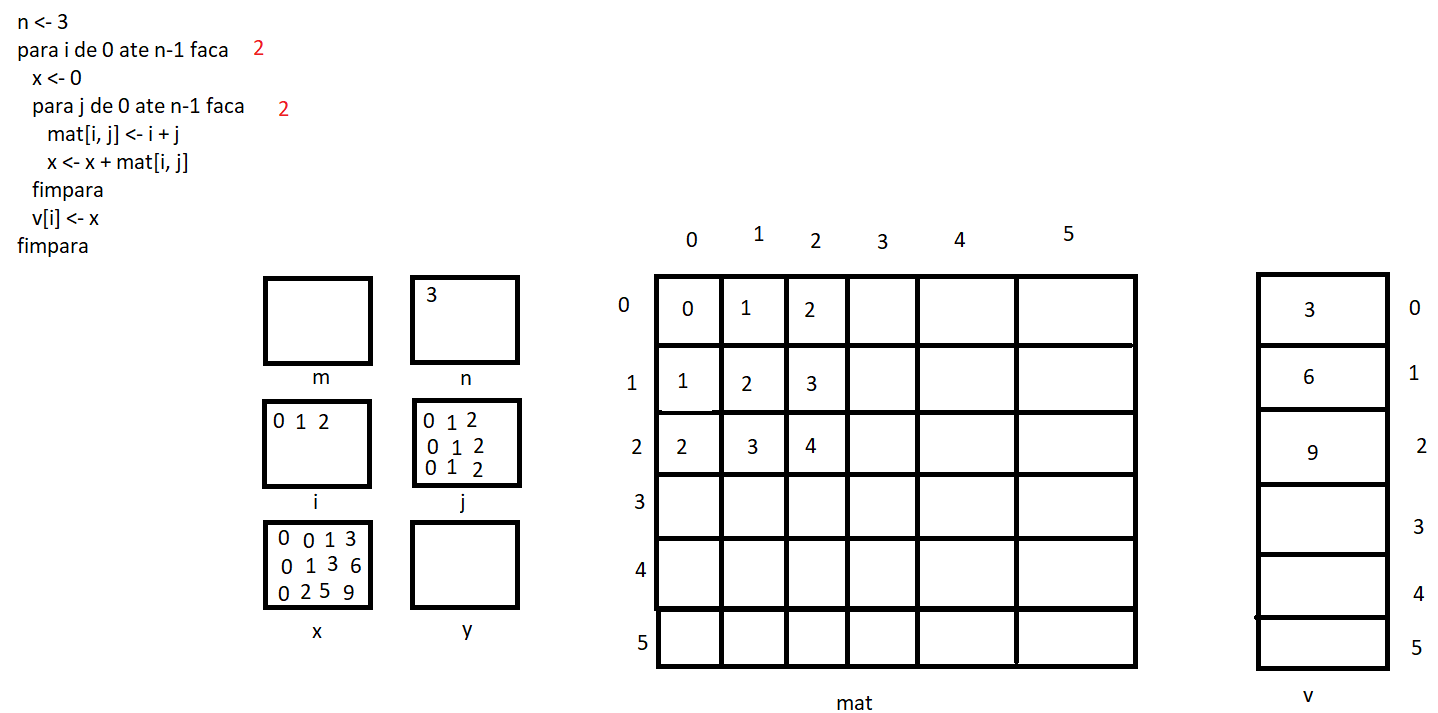 n <- 3
para i de 0 ate n-1 faca 2
x <- 0
para j de 0 ate n-1 faca 2
mat[i, j] <- i + j
x <- x + mat[i, j]
fimpara
v[i] <- x
fimpara
m
3
n
0 1 2
i
0 1 2
0 1 2
0 1 2
j
0 0 1 3
0 1 3 6
0 2 5 9
x
y
0 1 2 3 4 5
0 0 1 2
1 1 2 3
2 2 3 4
3
4
5
mat
3 0
6 1
9 2
3
4
5
v